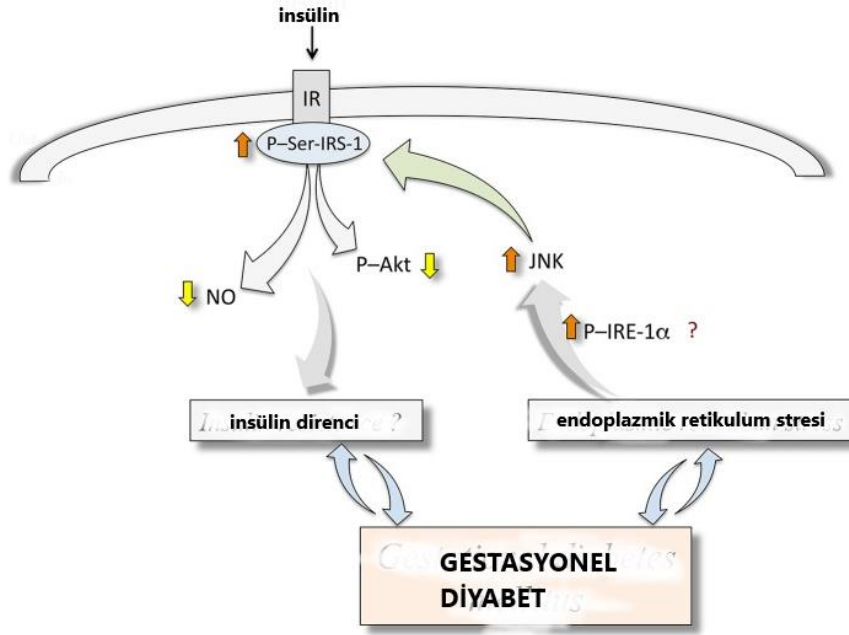 insülin
IR
P–Ser-IRS-1
P–Akt
JNK
NO
P–IRE-1α ?
insülin direnci ?
endoplazmik retikulum stresi
GESTASYONEL
DİYABET